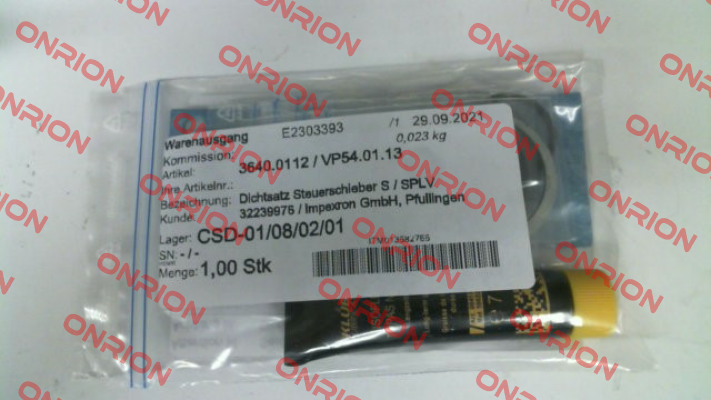 Warenausgang E2303393 /1 29.09.2021
Kommission: 0,023 kg
Artikel: 3640.0112 / VP54.01.13
Ihre Artikelnr.:
Bezeichnung: Dichtsatz Steuerschieber S / SPLV
Kunde: 32239976 / Impexron GmbH, Pfullingen
Lager: CSD-01/08/02/01
SN: - / -
Menge: 1,00 Stk
ONRION